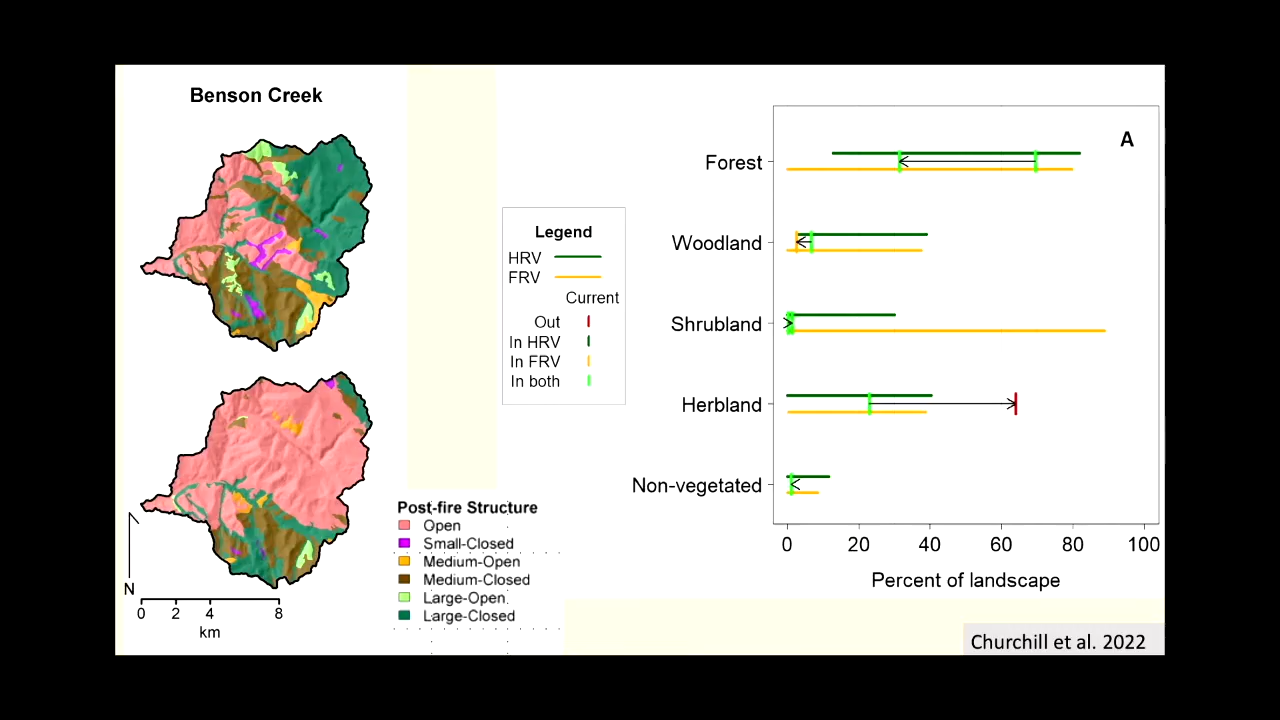 Benson Creek
N
0 2 4 8
km
Post-fire Structure
Open
Small-Closed
Medium-Open
Medium-Closed
Large-Open
Large-Closed
Legend
HRV
FRV
Current
Out
In HRV
In FRV
In both
A
Forest
Woodland
Shrubland
Herbland
Non-vegetated
0 20 40 60 80 100
Percent of landscape
Churchill et al. 2022